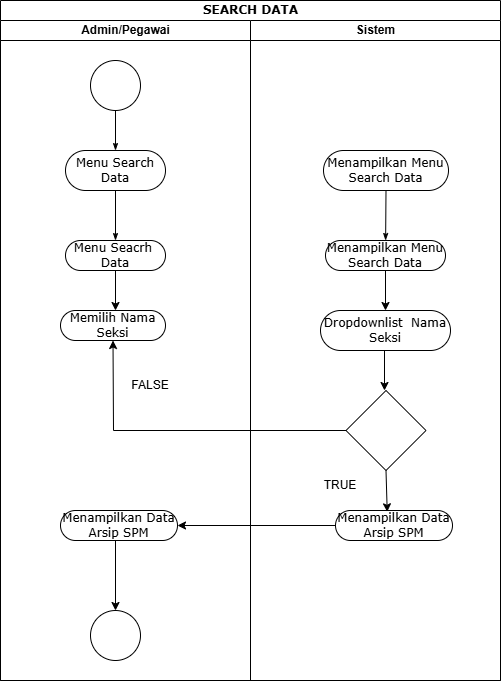 SEARCH DATA
Admin/Pegawai
Sistem
Menu Search
Data
Menampilkan Menu
Search Data
Menu Seacrh
Data
Menampilkan Menu
Search Data
Memilih Nama
Seksi
Dropdownlist Nama
Seksi
FALSE
TRUE
Menampilkan Data
Arsip SPM
Menampilkan Data
Arsip SPM